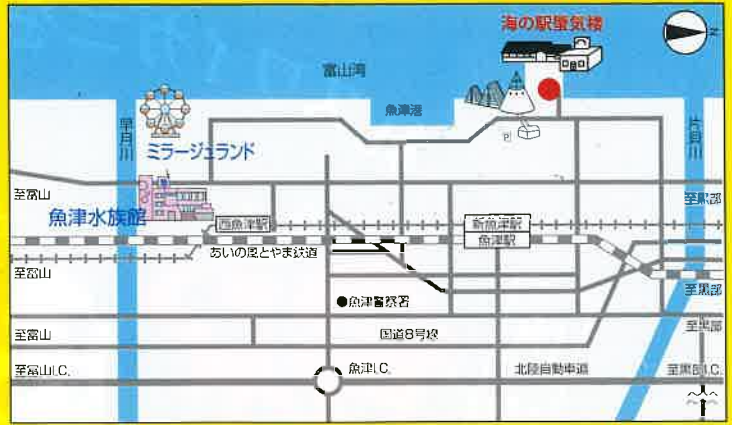 海の駅蜃気楼
N
富山湾
魚津港
早月川
片貝川
ミラージュランド
P
至富山
至黒部
魚津水族館
西魚津駅
新魚津駅
魚津駅
あいの風とやま鉄道
至富山
至黒部
●魚津警察署
至富山
国道8号線
至黒部
至富山I.C.
魚津I.C.
北陸自動車道
至黒部I.C.